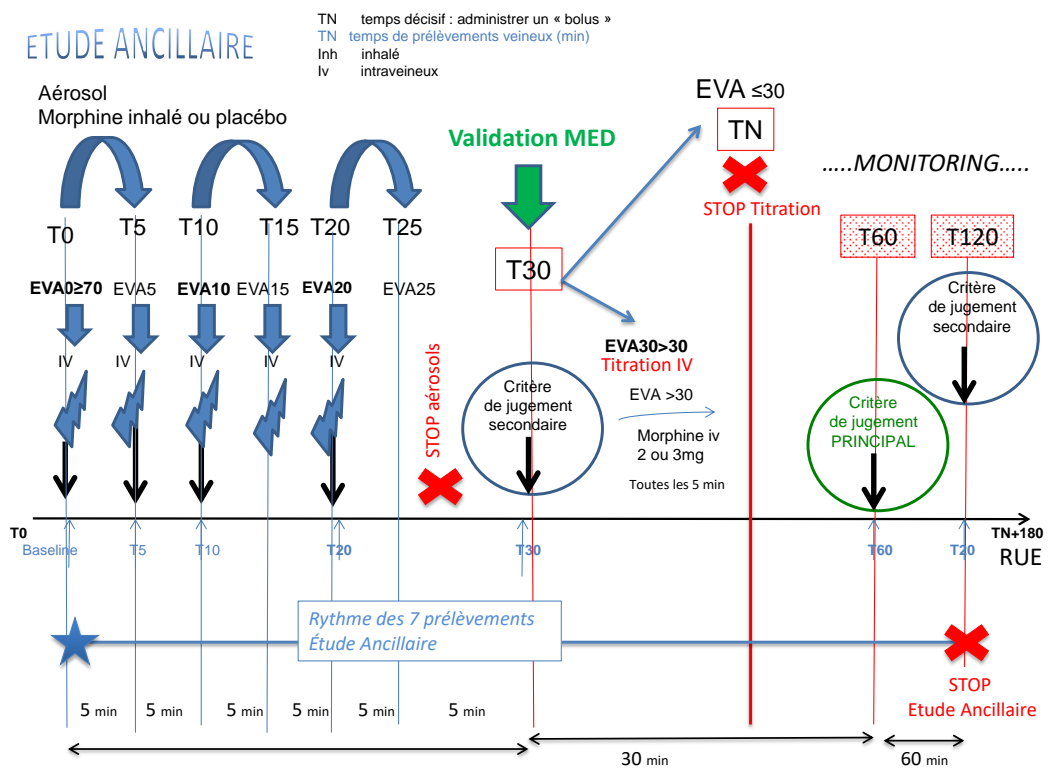 ETUDE ANCILLAIRE
TN temps décisif : administrer un « bolus »
TN temps de prélèvements veineux (min)
Inh inhalé
Iv intraveineux
Aérosol
Morphine inhalé ou placébo
Validation MED
EVA ≤30
TN
STOP Titration
…..MONITORING…..
T0
T5
T10
T15
T20
T25
T30
T60
T120
EVA0≥70
EVA5
EVA10
EVA15
EVA20
EVA25
IV
IV
IV
IV
IV
STOP aérosols
Critère
de jugement
secondaire
EVA30>30
Titration IV
EVA >30
Morphine iv
2 ou 3mg
Toutes les 5 min
Critère
de jugement
PRINCIPAL
Critère
de jugement
secondaire
T0
Baseline
T5
T10
T20
T30
T60
T20
TN+180
RUE
Rythme des 7 prélèvements
Étude Ancillaire
STOP
Etude Ancillaire
5 min
5 min
5 min
5 min
5 min
5 min
30 min
60 min